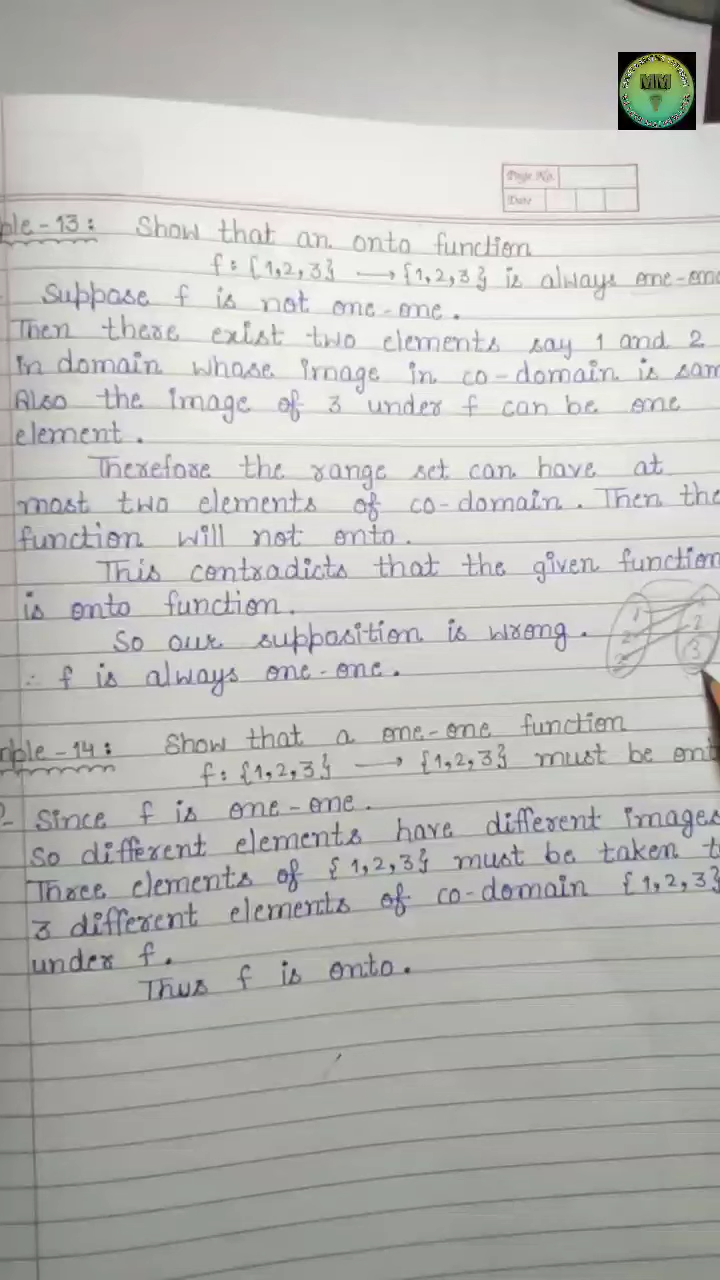 MM
Page No.
Date
ple-13: Show that an onto function
f: {1,2,3} → {1,2,3} is always one-one
Suppose f is not one-one.
Then there exist two elements say 1 and 2
in domain whose image in co-domain is sam
Also the image of 3 under f can be one
element.
Therefore the range set can have at
most two elements of co-domain. Then the
function will not onto.
This contradicts that the given function
is onto function.
So our supposition is wrong.
∴ f is always one-one.
1
2
3
2
3
ple-14: Show that a one-one function
f: {1,2,3} → {1,2,3} must be ont
Since f is one-one.
So different elements have different images
Three elements of {1,2,3} must be taken t
3 different elements of co-domain {1,2,3}
under f.
Thus f is onto.